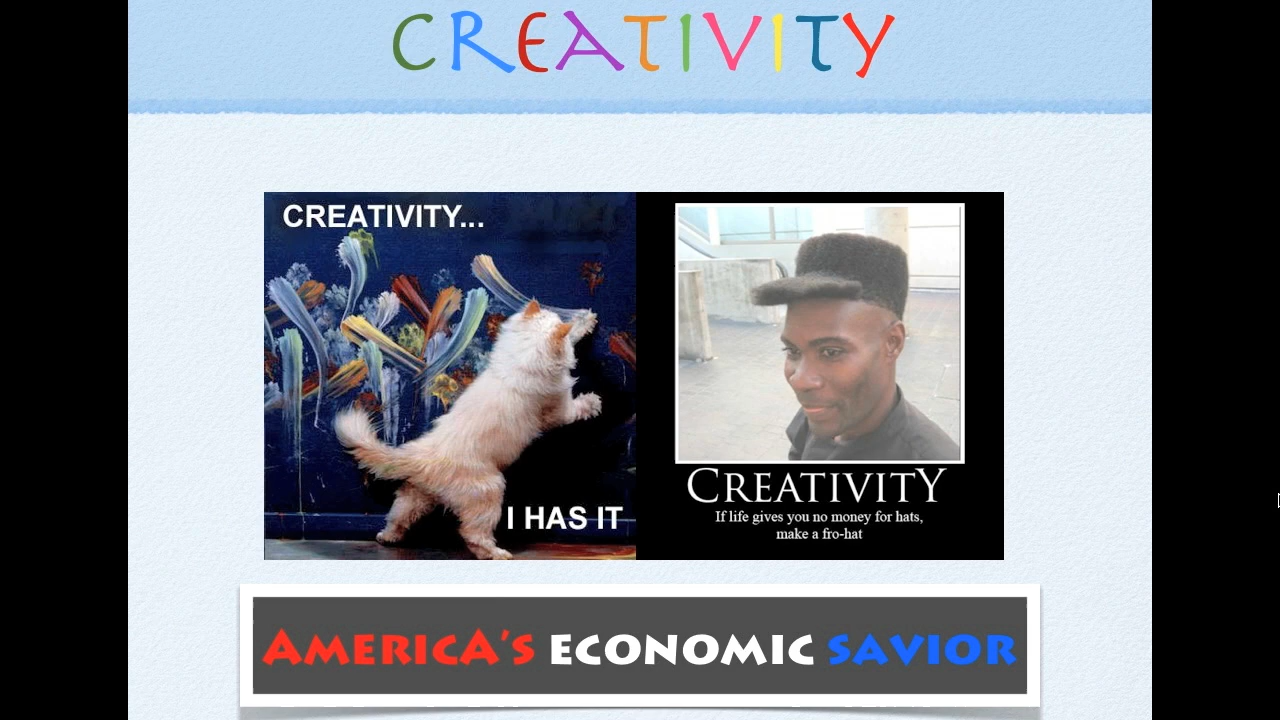 CREATIVITY
CREATIVITY...
I HAS IT
CREATIVITY
If life gives you no money for hats,
make a fro-hat
AMERICA'S ECONOMIC SAVIOR